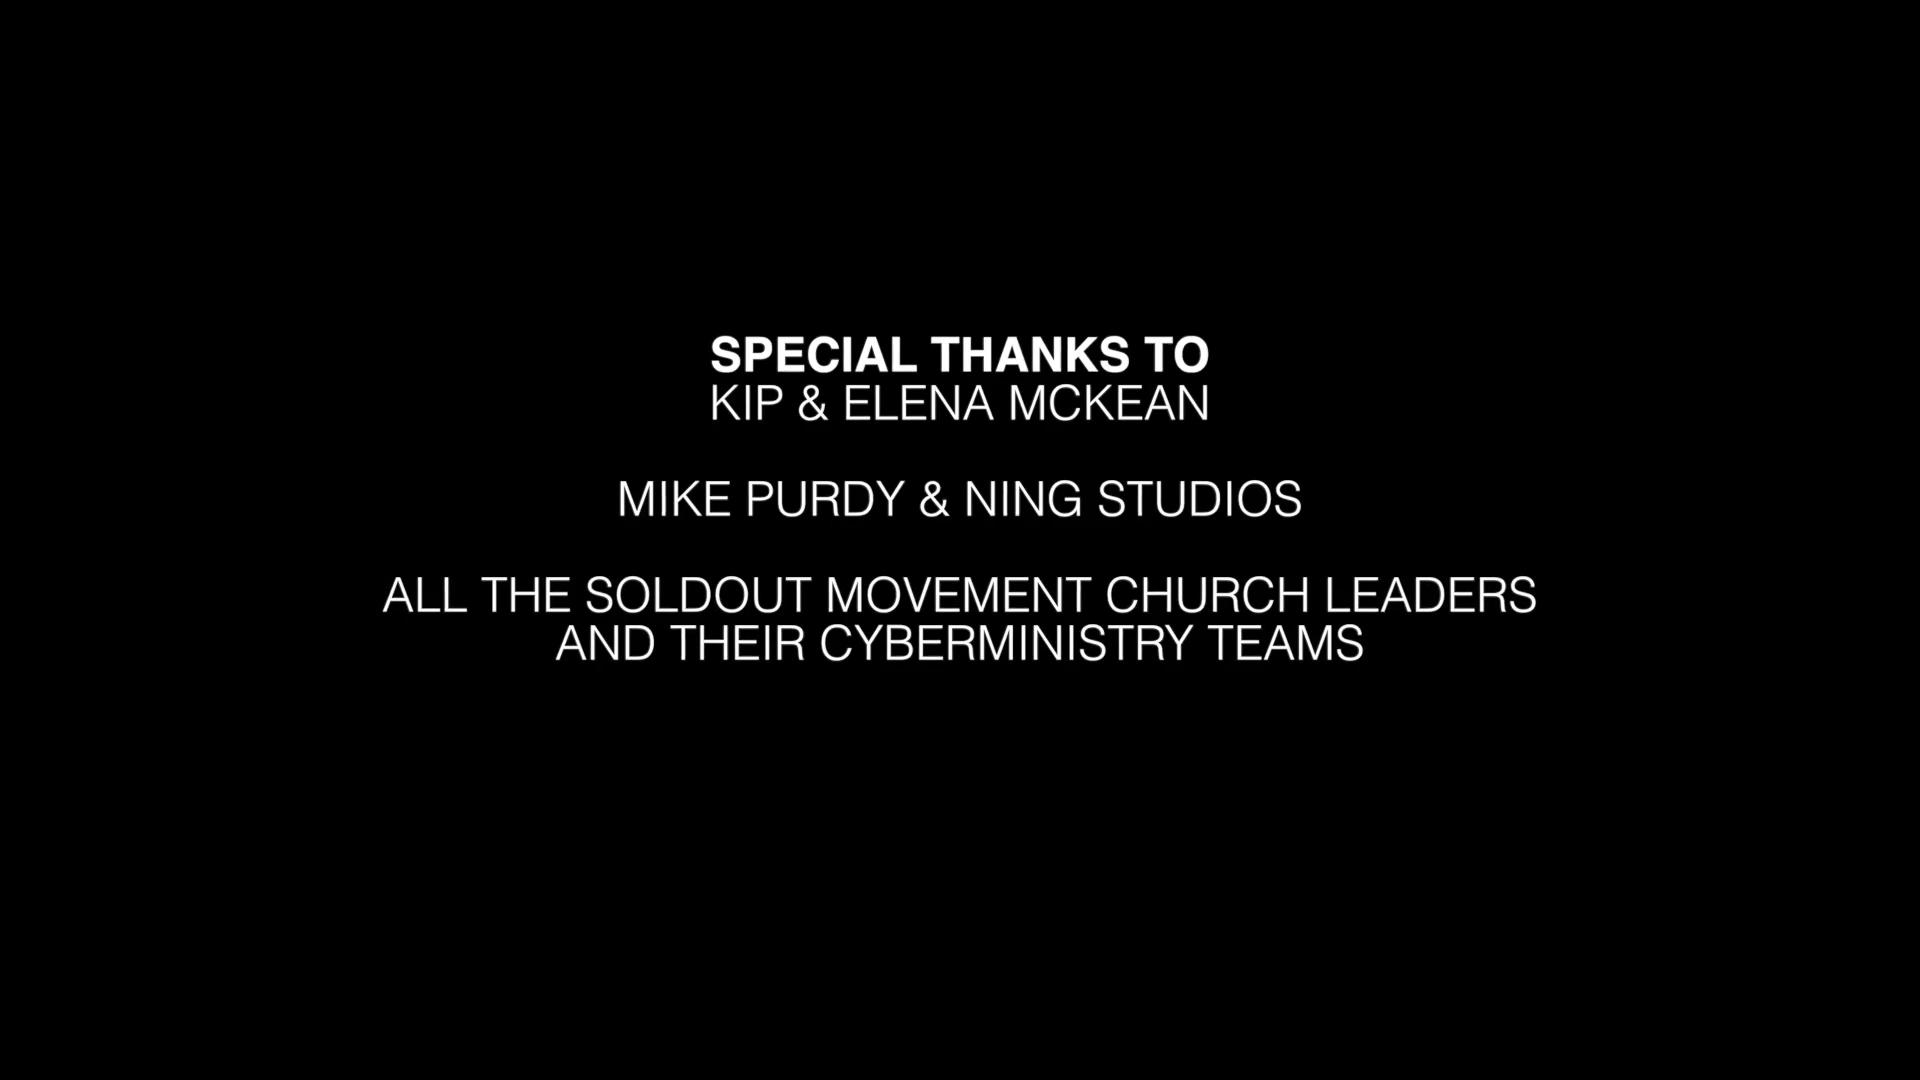 SPECIAL THANKS TO
KIP & ELENA MCKEAN
MIKE PURDY & NING STUDIOS
ALL THE SOLDOUT MOVEMENT CHURCH LEADERS
AND THEIR CYBERMINISTRY TEAMS